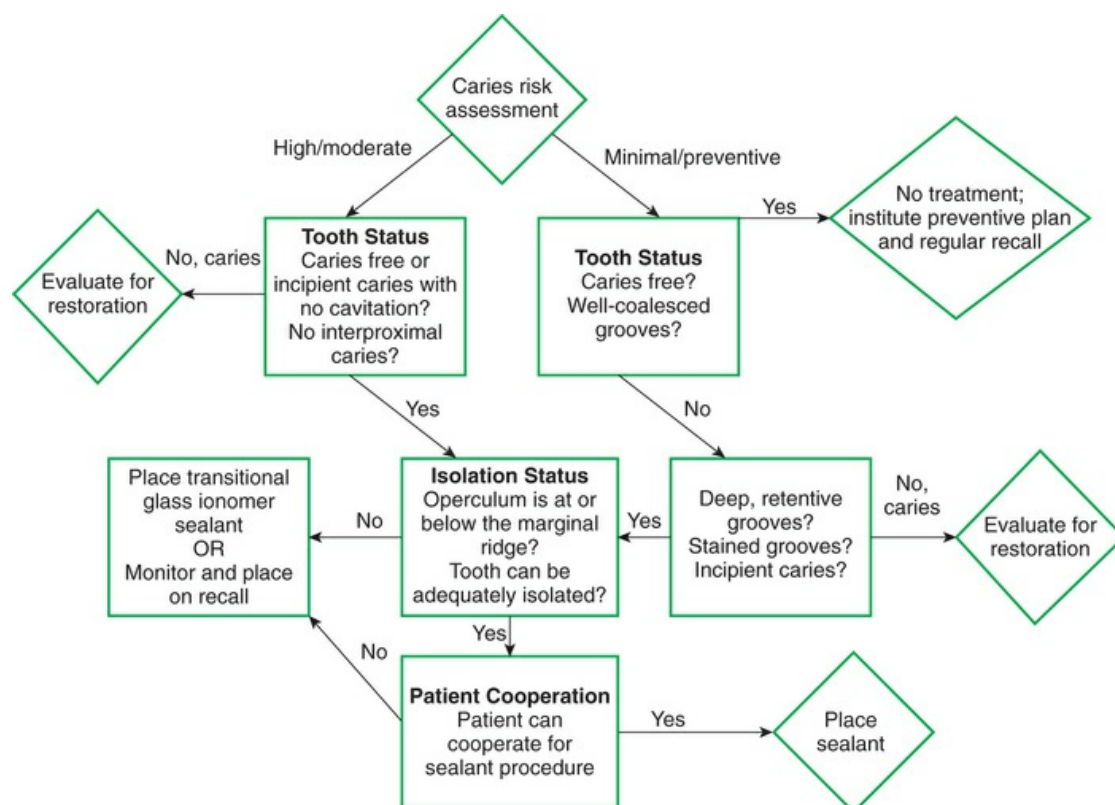 Caries risk
assessment
High/moderate
Minimal/preventive
No treatment;
institute preventive plan
and regular recall
Yes
Tooth Status
Caries free or
incipient caries with
no cavitation?
No interproximal
caries?
Tooth Status
Caries free?
Well-coalesced
grooves?
No, caries
Evaluate for
restoration
Yes
No
Place transitional
glass ionomer
sealant
OR
Monitor and place
on recall
No
Isolation Status
Operculum is at or
below the marginal
ridge?
Tooth can be
adequately isolated?
Yes
Deep, retentive
grooves?
Stained grooves?
Incipient caries?
No,
caries
Evaluate for
restoration
Yes
No
Patient Cooperation
Patient can
cooperate for
sealant procedure
Yes
Place
sealant